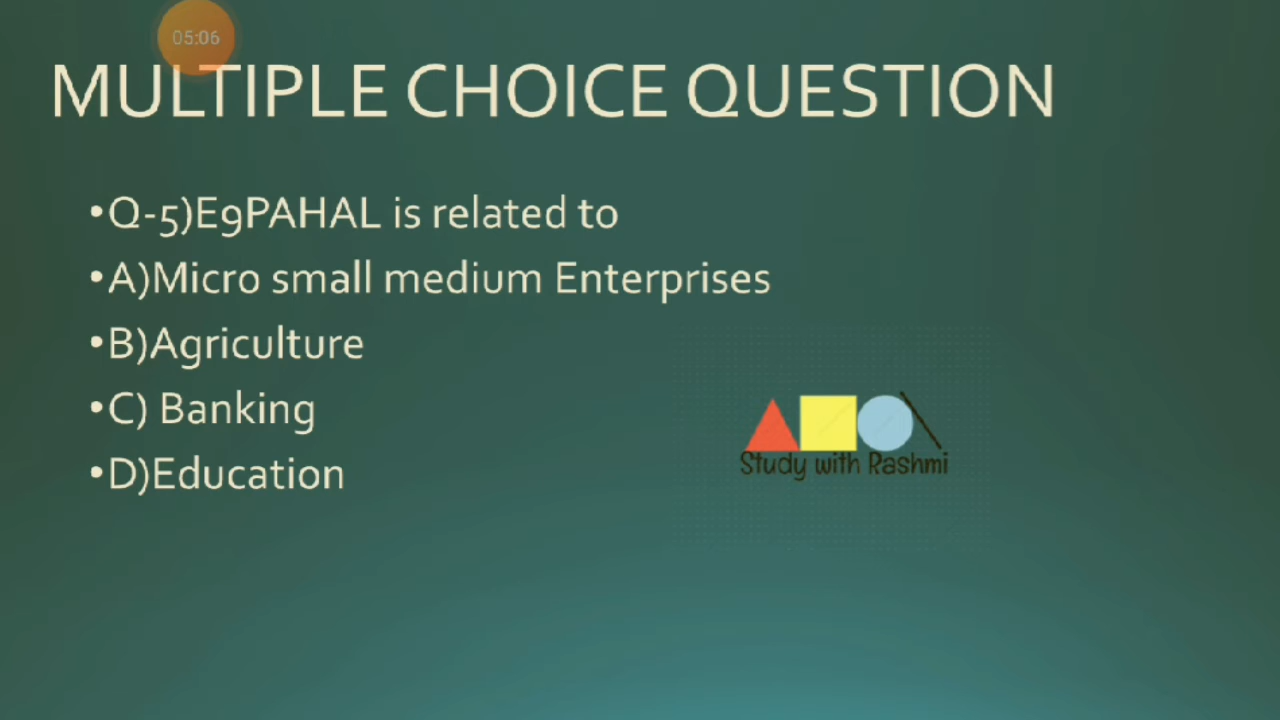 05:06
MULTIPLE CHOICE QUESTION
•Q-5)E9PAHAL is related to
•A)Micro small medium Enterprises
•B)Agriculture
•C) Banking
•D)Education
Study with Rashmi